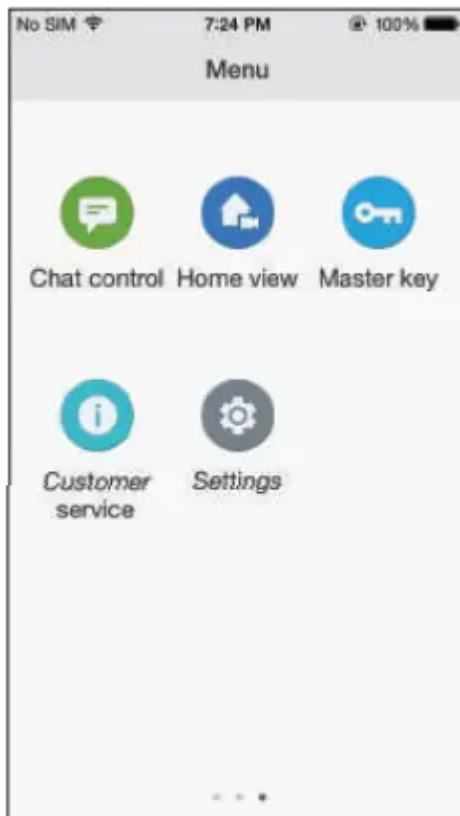 No SIM 7:24 PM 100%
Menu
Chat control Home view Master key
Customer Settings
service